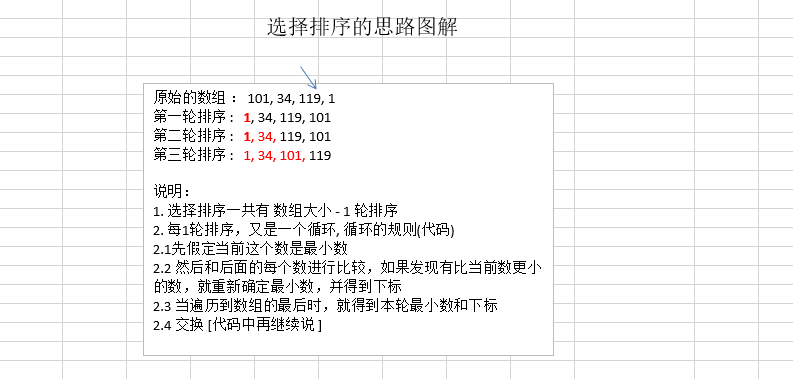 选择排序的思路图解
原始的数组 ： 101, 34, 119, 1
第一轮排序 :  1, 34, 119, 101
第二轮排序 :  1, 34, 119, 101
第三轮排序 :  1, 34, 101, 119
说明：
1. 选择排序一共有 数组大小 - 1 轮排序
2. 每1轮排序，又是一个循环, 循环的规则(代码)
2.1先假定当前这个数是最小数
2.2 然后和后面的每个数进行比较，如果发现有比当前数更小
的数，就重新确定最小数，并得到下标
2.3 当遍历到数组的最后时，就得到本轮最小数和下标
2.4 交换 [代码中再继续说 ]